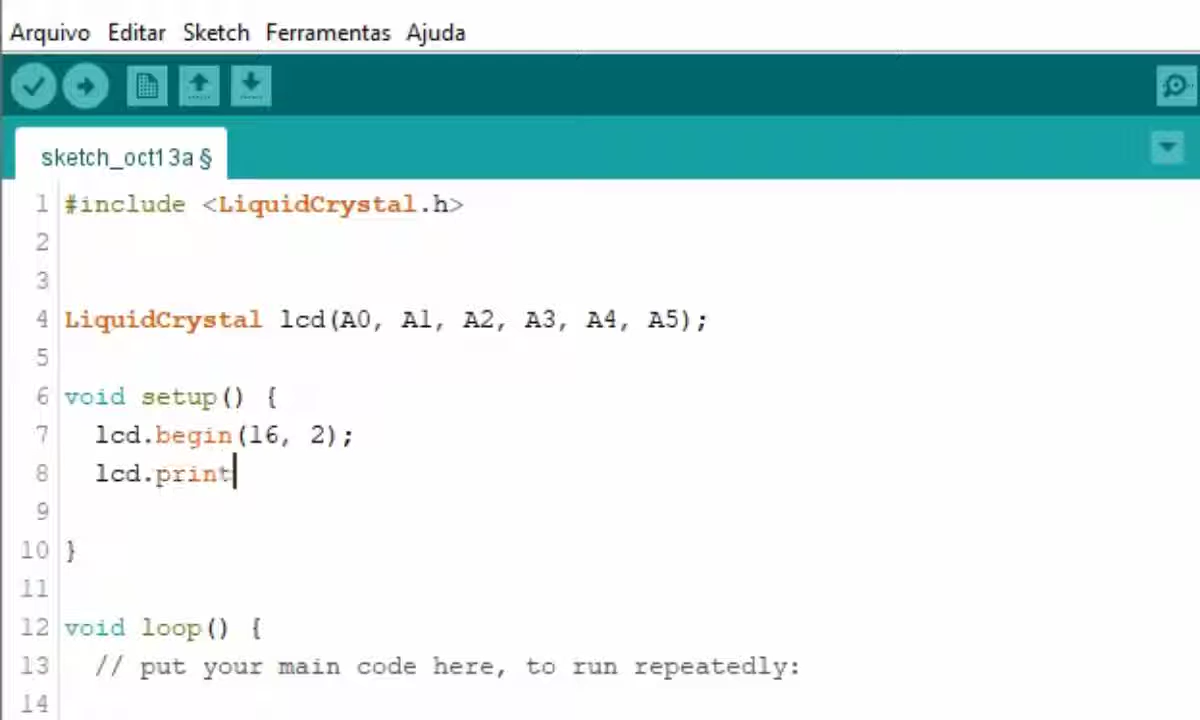 Arquivo Editar Sketch Ferramentas Ajuda
sketch_oct13a §
1 #include <LiquidCrystal.h>
2
3
4 LiquidCrystal lcd(A0, A1, A2, A3, A4, A5);
5
6 void setup() {
7 lcd.begin(16, 2);
8 lcd.print
9
10 }
11
12 void loop() {
13 // put your main code here, to run repeatedly:
14